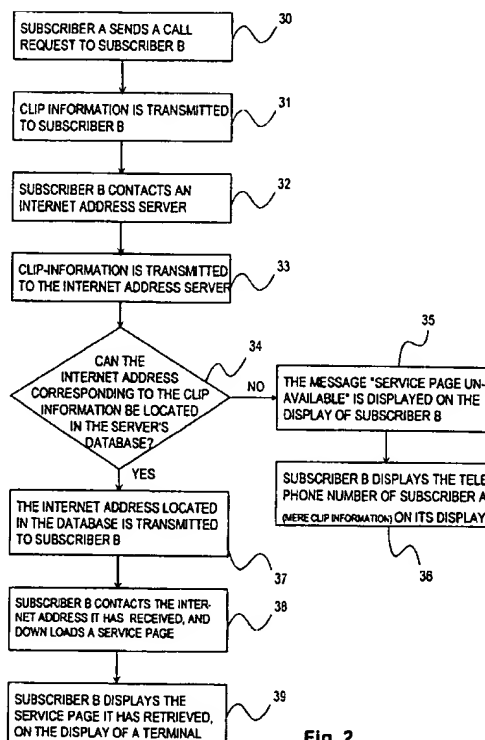 SUBSCRIBER A SENDS A CALL
REQUEST TO SUBSCRIBER B
30
CLIP INFORMATION IS TRANSMITTED
TO SUBSCRIBER B
31
SUBSCRIBER B CONTACTS AN
INTERNET ADDRESS SERVER
32
CLIP-INFORMATION IS TRANSMITTED
TO THE INTERNET ADDRESS SERVER
33
CAN THE
INTERNET ADDRESS
CORRESPONDING TO THE CLIP
INFORMATION BE LOCATED
IN THE SERVER'S
DATABASE?
34
NO
YES
35
THE MESSAGE "SERVICE PAGE UN-
AVAILABLE" IS DISPLAYED ON THE
DISPLAY OF SUBSCRIBER B
SUBSCRIBER B DISPLAYS THE TELE
PHONE NUMBER OF SUBSCRIBER A
(MERE CLIP INFORMATION) ON ITS DISPLAY
36
THE INTERNET ADDRESS LOCATED
IN THE DATABASE IS TRANSMITTED
TO SUBSCRIBER B
37
SUBSCRIBER B CONTACTS THE INTER-
NET ADDRESS IT HAS RECEIVED, AND
DOWN LOADS A SERVICE PAGE
38
SUBSCRIBER B DISPLAYS THE
SERVICE PAGE IT HAS RETRIEVED,
ON THE DISPLAY OF A TERMINAL
39
Fig. 2